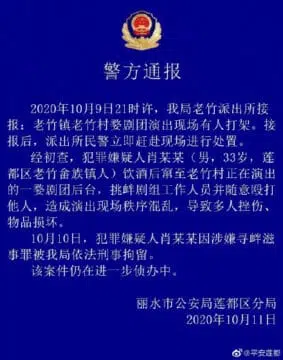 警方通报
2020年10月9日21时许，我局老竹派出所接
报：老竹镇老竹村婺剧团演出现场有人打架。接
报后，派出所民警立即赶赴现场进行处置。
经初查，犯罪嫌疑人肖某某（男，33岁，莲
都区老竹畲族镇人）饮酒后窜至老竹村正在演出
的一婺剧团后台，挑衅剧组工作人员并随意殴打
他人，造成演出现场秩序混乱，导致多人挫伤、
物品损坏。
10月10日，犯罪嫌疑人肖某某因涉嫌寻衅滋
事罪被我局依法刑事拘留。
该案件仍在进一步侦办中。
丽水市公安局莲都区分局
2020年10月11日
@平安莲都